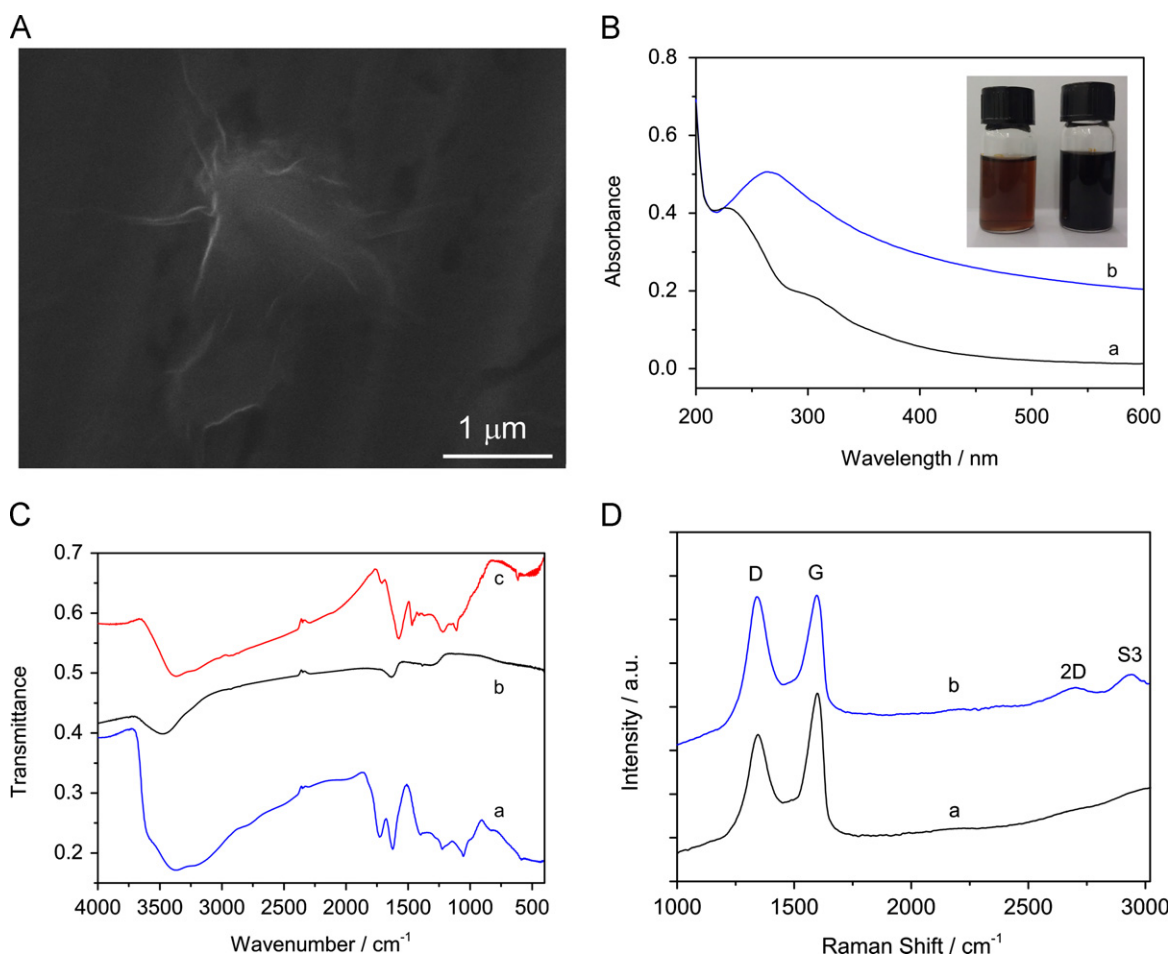 A
1 μm
B
0.8
0.6
0.4
0.2
0.0
Absorbance
b
a
200
300
400
500
600
Wavelength / nm
C
0.7
0.6
0.5
0.4
0.3
0.2
Transmittance
c
b
a
4000
3500
3000
2500
2000
1500
1000
500
Wavenumber / cm⁻¹
D
Intensity / a.u.
D
G
2D
S3
b
a
1000
1500
2000
2500
3000
Raman Shift / cm⁻¹